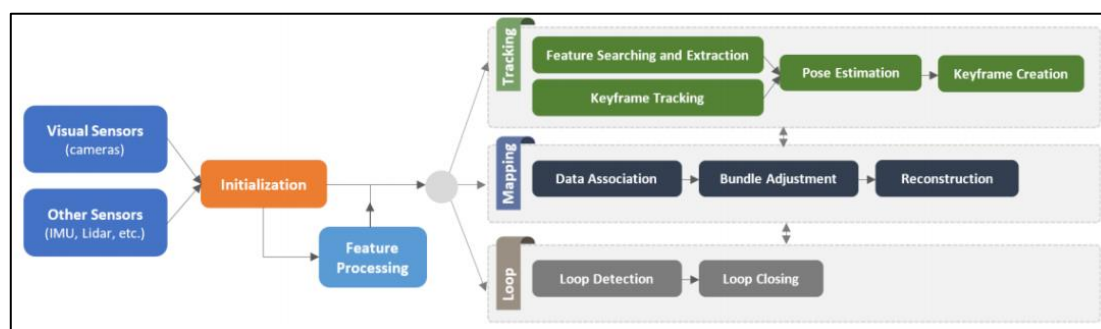 Visual Sensors
(cameras)
Other Sensors
(IMU, Lidar, etc.)
Initialization
Feature
Processing
Tracking
Feature Searching and Extraction
Keyframe Tracking
Pose Estimation
Keyframe Creation
Mapping
Data Association
Bundle Adjustment
Reconstruction
Loop
Loop Detection
Loop Closing